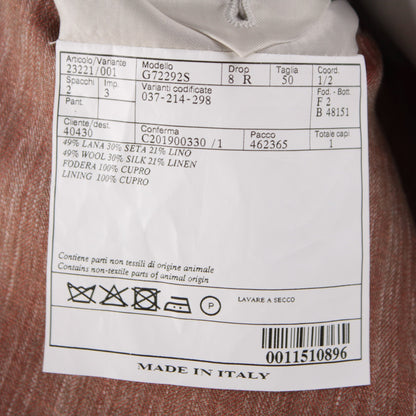 Articolo/Variante Modello Drop Taglia Coord.
23221/001 G72292S 8 R 50 1/2
Spacchi Imp. Varianti codificate Fod. - Bott.
2 3 037-214-298 F 2
Pant. B 48151
Cliente/dest Conferma Pacco Totale capi
40430 C201900330 /1 462365 1
49% LANA 30% SETA 21% LINO
49% WOOL 30% SILK 21% LINEN
FODERA 100% CUPRO
LINING 100% CUPRO
Contiene parti non tessili di origine animale
Contains non-textile parts of animal origin
P
LAVARE A SECCO
0011510896
MADE IN ITALY